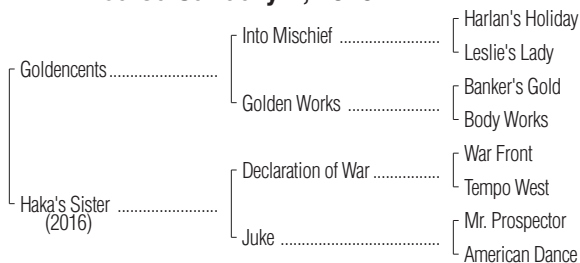 Harlan's Holiday
Into Mischief
Leslie's Lady
Goldencents
Banker's Gold
Golden Works
Body Works
War Front
Declaration of War
Tempo West
Haka's Sister
(2016)
Mr. Prospector
Juke
American Dance